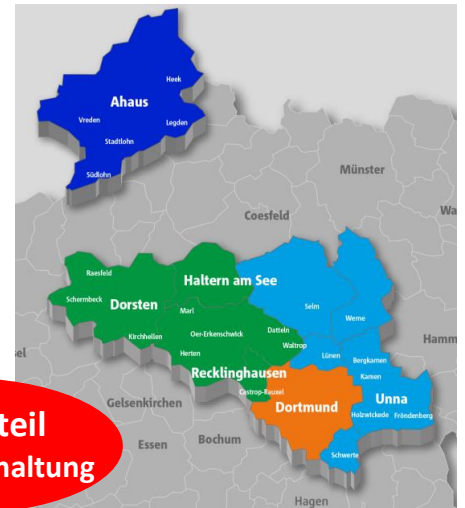 Heek
Ahaus
Vreden
Legden
Stadtlohn
Südlohn
Münster
Coesfeld
Raesfeld
Haltern am See
Schermbeck
Dorsten
Marl
Selm
Werne
Oer-Erkenschwick
Datteln
Kirchhellen
Waltrop
Hamm
Herten
Lünen
Bergkamen
Recklinghausen
Kamen
Castrop-Rauxel
Unna
Gelsenkirchen
Dortmund
Holzwickede
Fröndenberg
teil
Essen
Bochum
haltung
Schwerte
Hagen